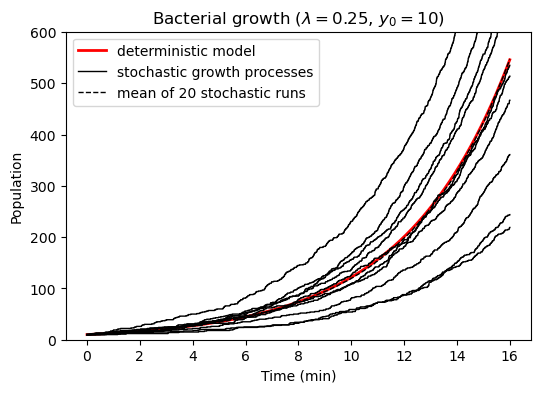 Bacterial growth (λ = 0.25, y₀ = 10)
deterministic model
stochastic growth processes
mean of 20 stochastic runs
600
500
400
300
200
100
0
Population
0 2 4 6 8 10 12 14 16
Time (min)